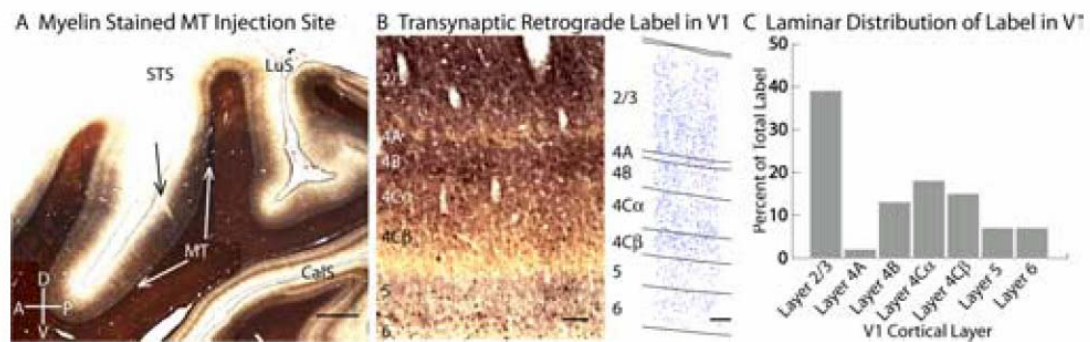 A Myelin Stained MT Injection Site
STS
LuS
MT
CalS
D
A P
V
B Transynaptic Retrograde Label in V1
2/3
4A
4B
4Cα
4Cβ
5
6
2/3
4A
4B
4Cα
4Cβ
5
6
C Laminar Distribution of Label in V1
Percent of Total Label
50
40
30
20
10
0
Layer 2/3
Layer 4A
Layer 4B
Layer 4Cα
Layer 4Cβ
Layer 5
Layer 6
V1 Cortical Layer